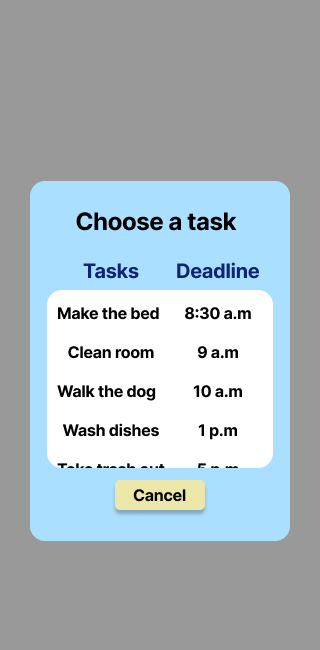 Choose a task
Tasks Deadline
Make the bed 8:30 a.m
Clean room 9 a.m
Walk the dog 10 a.m
Wash dishes 1 p.m
Take trash out 5 p.m
Cancel